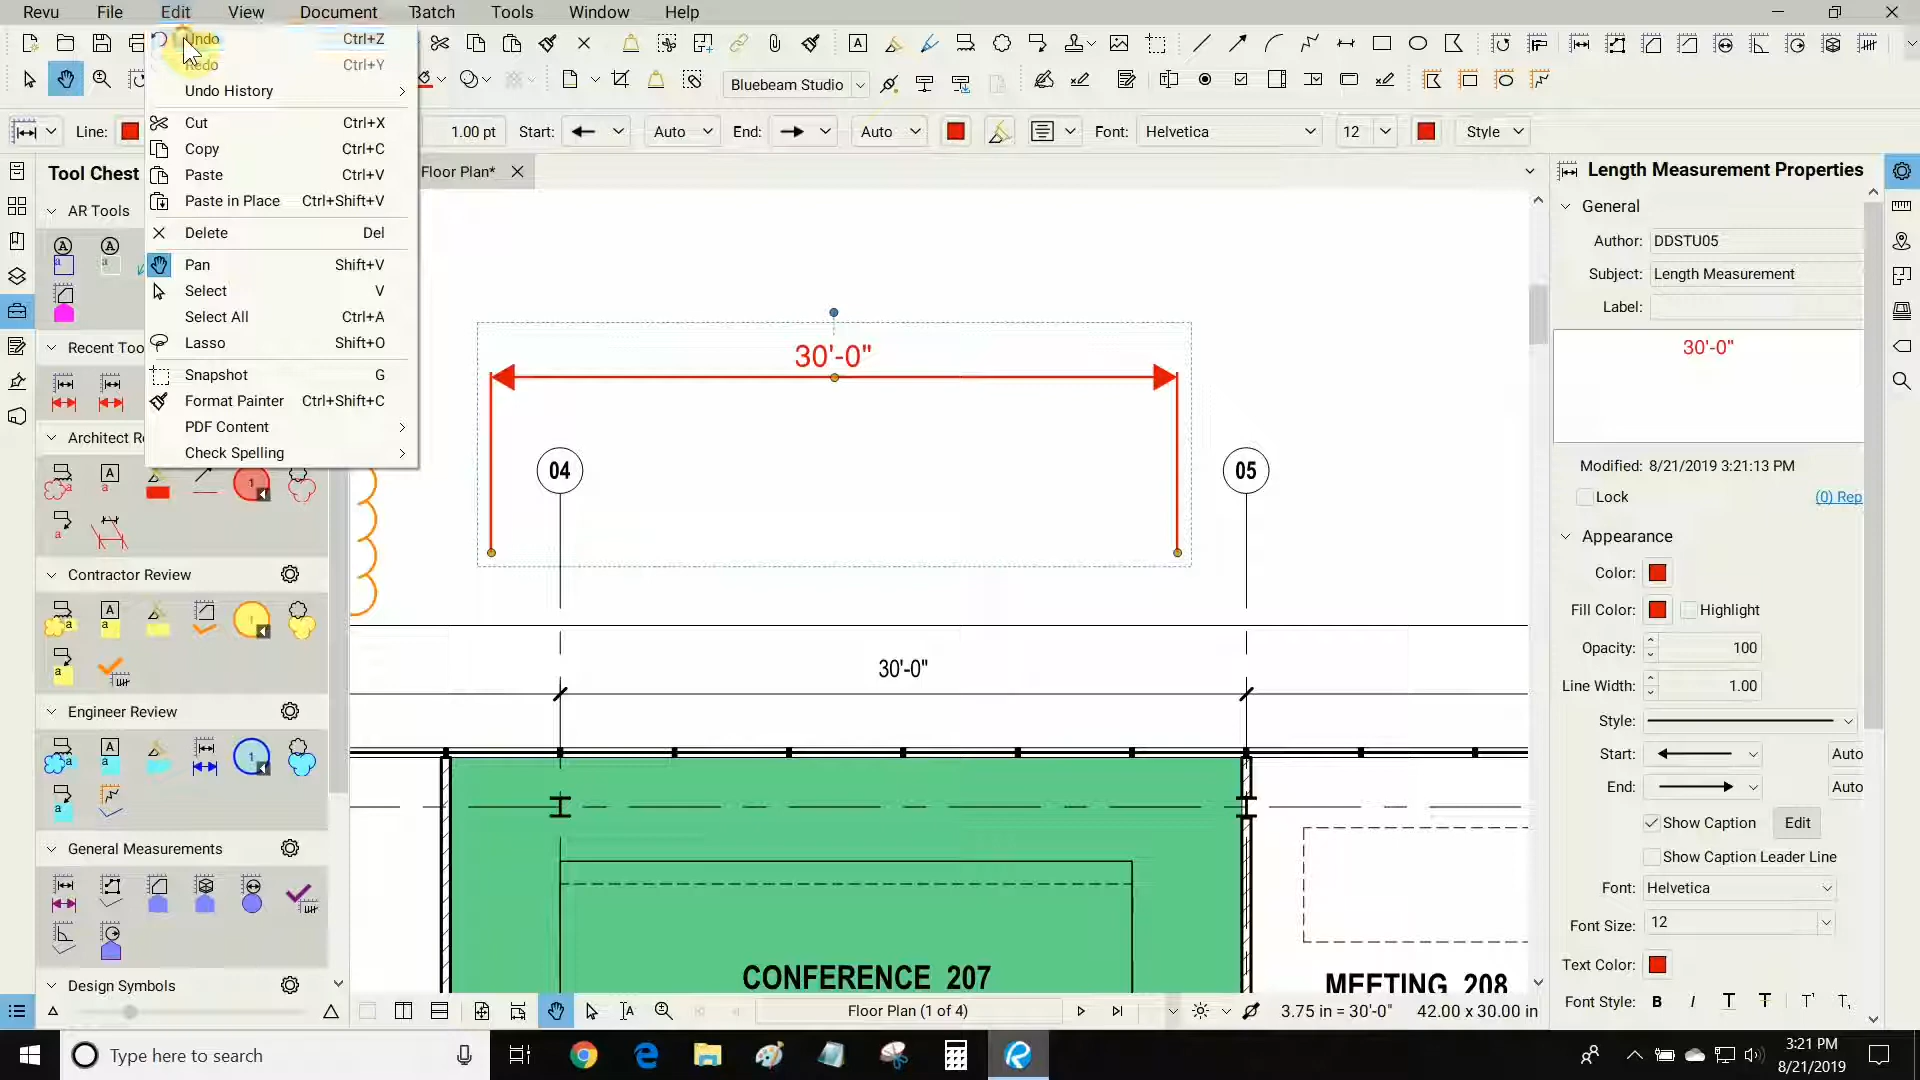 Revu File Edit View Document Batch Tools Window Help
Undo Ctrl+Z
Redo Ctrl+Y
Undo History
Cut Ctrl+X
Copy Ctrl+C
Paste Ctrl+V
Paste in Place Ctrl+Shift+V
Delete Del
Pan Shift+V
Select V
Select All Ctrl+A
Lasso Shift+O
Snapshot G
Format Painter Ctrl+Shift+C
PDF Content
Check Spelling
Bluebeam Studio
Line: 1.00 pt Start: Auto End: Auto Font: Helvetica 12 Style
Tool Chest
AR Tools
Recent Too
Architect Re
Contractor Review
Engineer Review
General Measurements
Design Symbols
Floor Plan*
30'-0"
04 05
30'-0"
CONFERENCE 207
MEETING 208
Floor Plan (1 of 4) 3.75 in = 30'-0" 42.00 x 30.00 in
Length Measurement Properties
General
Author: DDSTU05
Subject: Length Measurement
Label:
30'-0"
Modified: 8/21/2019 3:21:13 PM
Lock (0) Rep
Appearance
Color:
Fill Color: Highlight
Opacity: 100
Line Width: 1.00
Style:
Start: Auto
End: Auto
Show Caption Edit
Show Caption Leader Line
Font: Helvetica
Font Size: 12
Text Color:
Font Style: B I T T T T
Type here to search
3:21 PM
8/21/2019